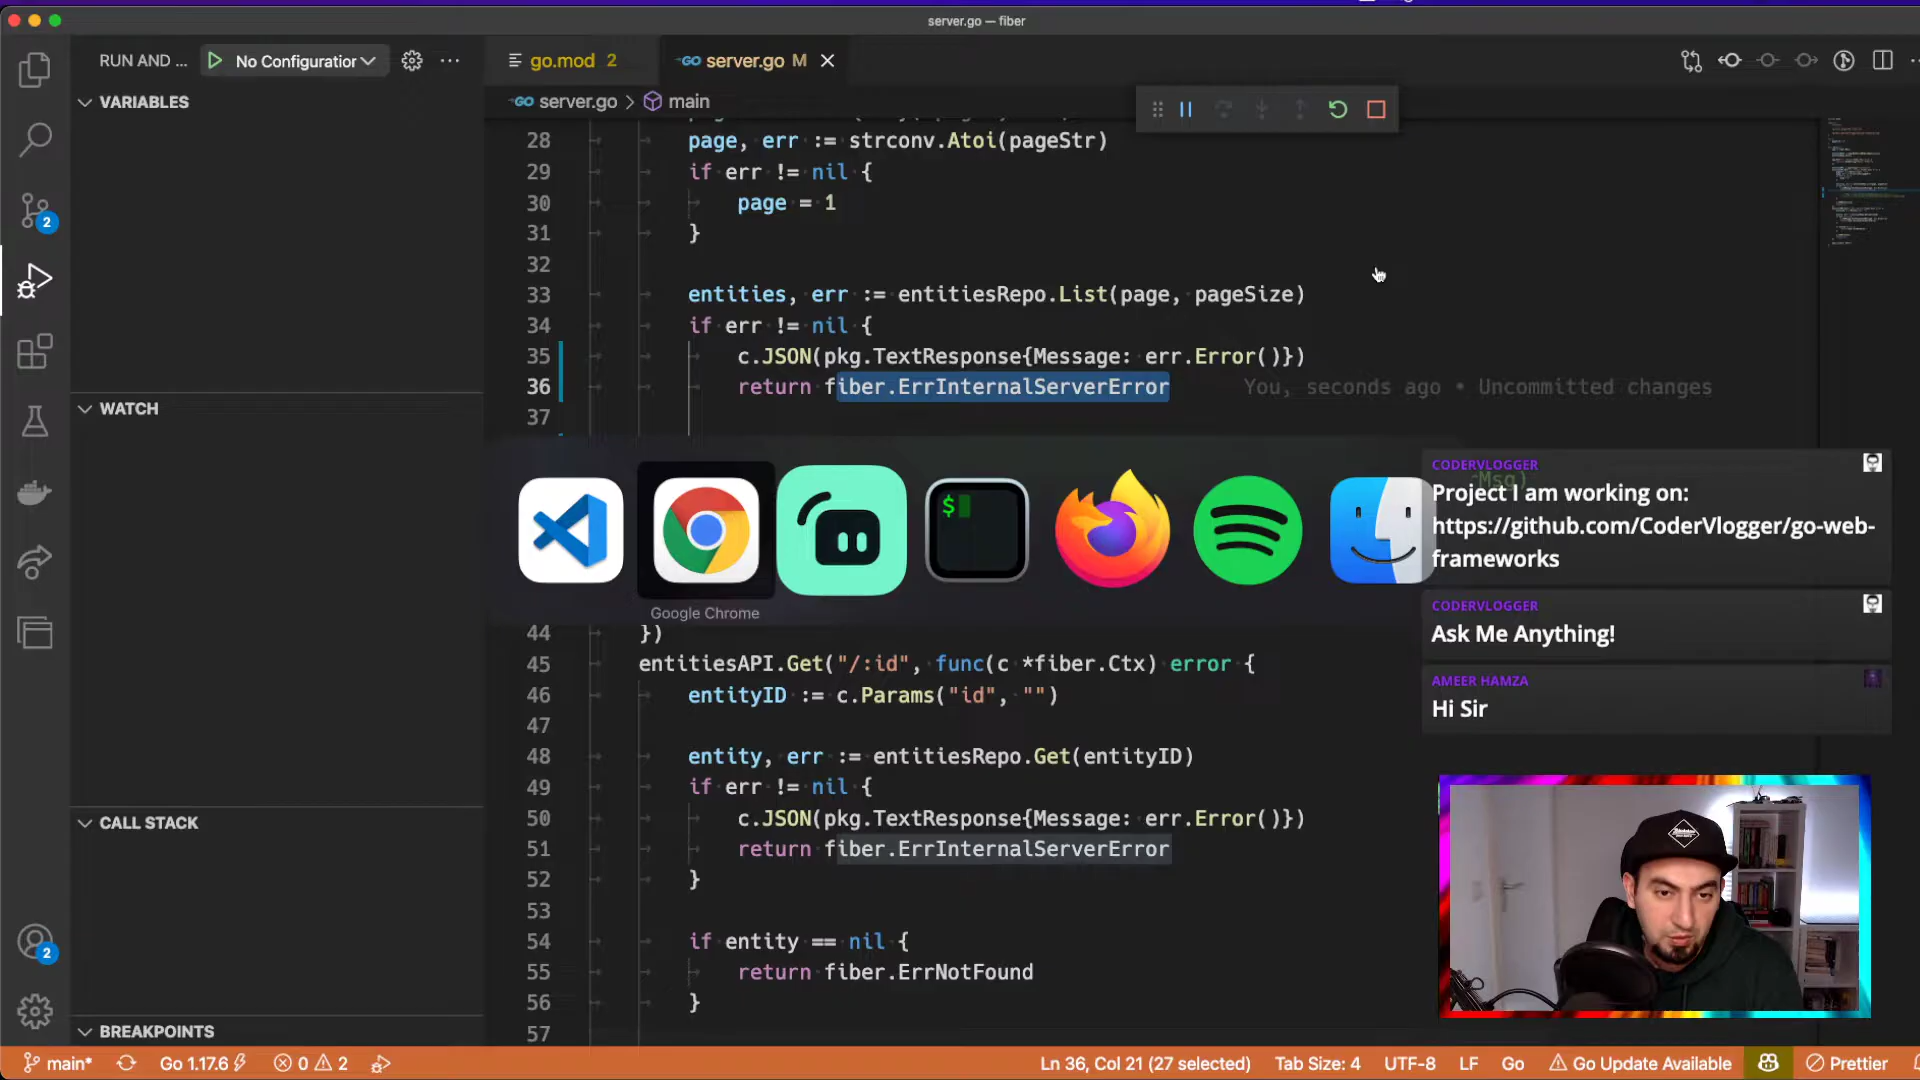 server.go — fiber
RUN AND ...
No Configuratior
go.mod 2
server.go M
VARIABLES
server.go > main
28 page, err := strconv.Atoi(pageStr)
29 if err != nil {
30 page = 1
31 }
32
33 entities, err := entitiesRepo.List(page, pageSize)
34 if err != nil {
35 c.JSON(pkg.TextResponse{Message: err.Error()})
36 return fiber.ErrInternalServerError You, seconds ago • Uncommitted changes
37
WATCH
2
$
Google Chrome
CODERVLOGGER
Project I am working on:
https://github.com/CoderVlogger/go-web-
frameworks
CODERVLOGGER
Ask Me Anything!
AMEER HAMZA
Hi Sir
44 })
45 entitiesAPI.Get("/:id", func(c *fiber.Ctx) error {
46 entityID := c.Params("id", "")
47
48 entity, err := entitiesRepo.Get(entityID)
49 if err != nil {
50 c.JSON(pkg.TextResponse{Message: err.Error()})
51 return fiber.ErrInternalServerError
52 }
53
54 if entity == nil {
55 return fiber.ErrNotFound
56 }
57
CALL STACK
2
BREAKPOINTS
main* Go 1.17.6 0 2 Ln 36, Col 21 (27 selected) Tab Size: 4 UTF-8 LF Go Go Update Available Prettier